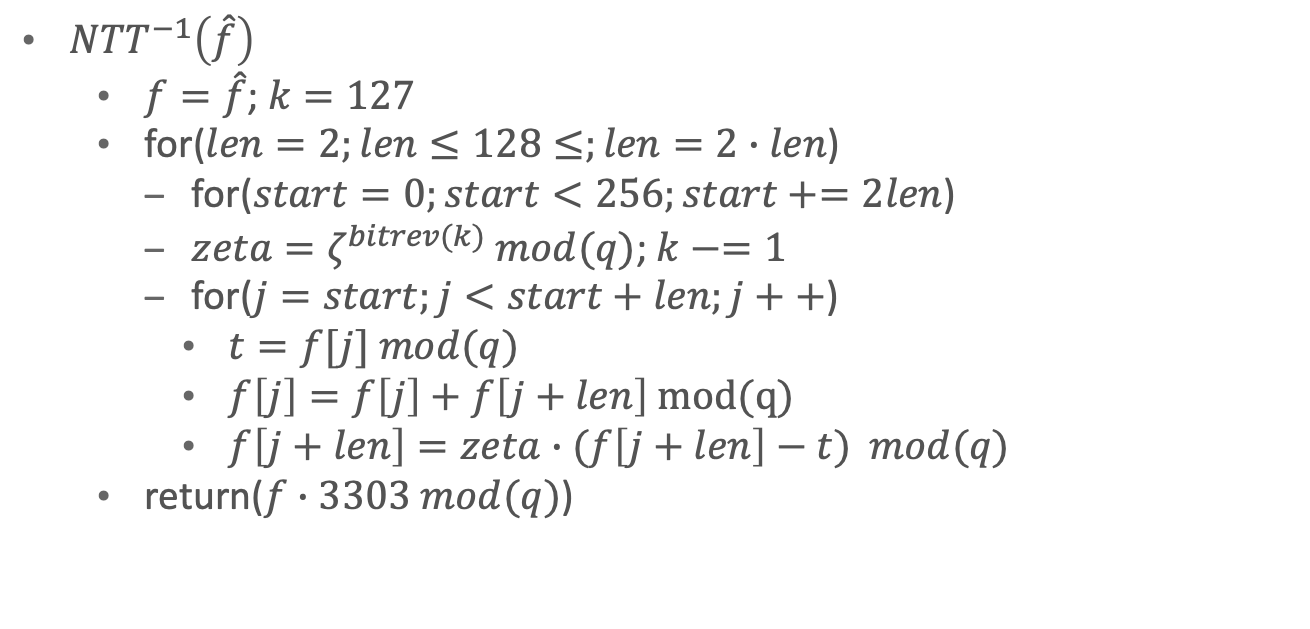 • NTT⁻¹(f̂)
• f = f̂; k = 127
• for(len = 2; len ≤ 128 ≤; len = 2 · len)
– for(start = 0; start < 256; start += 2len)
– zeta = ζ^bitrev(k) mod(q); k −= 1
– for(j = start; j < start + len; j + +)
• t = f[j] mod(q)
• f[j] = f[j] + f[j + len] mod(q)
• f[j + len] = zeta · (f[j + len] − t) mod(q)
• return(f · 3303 mod(q))